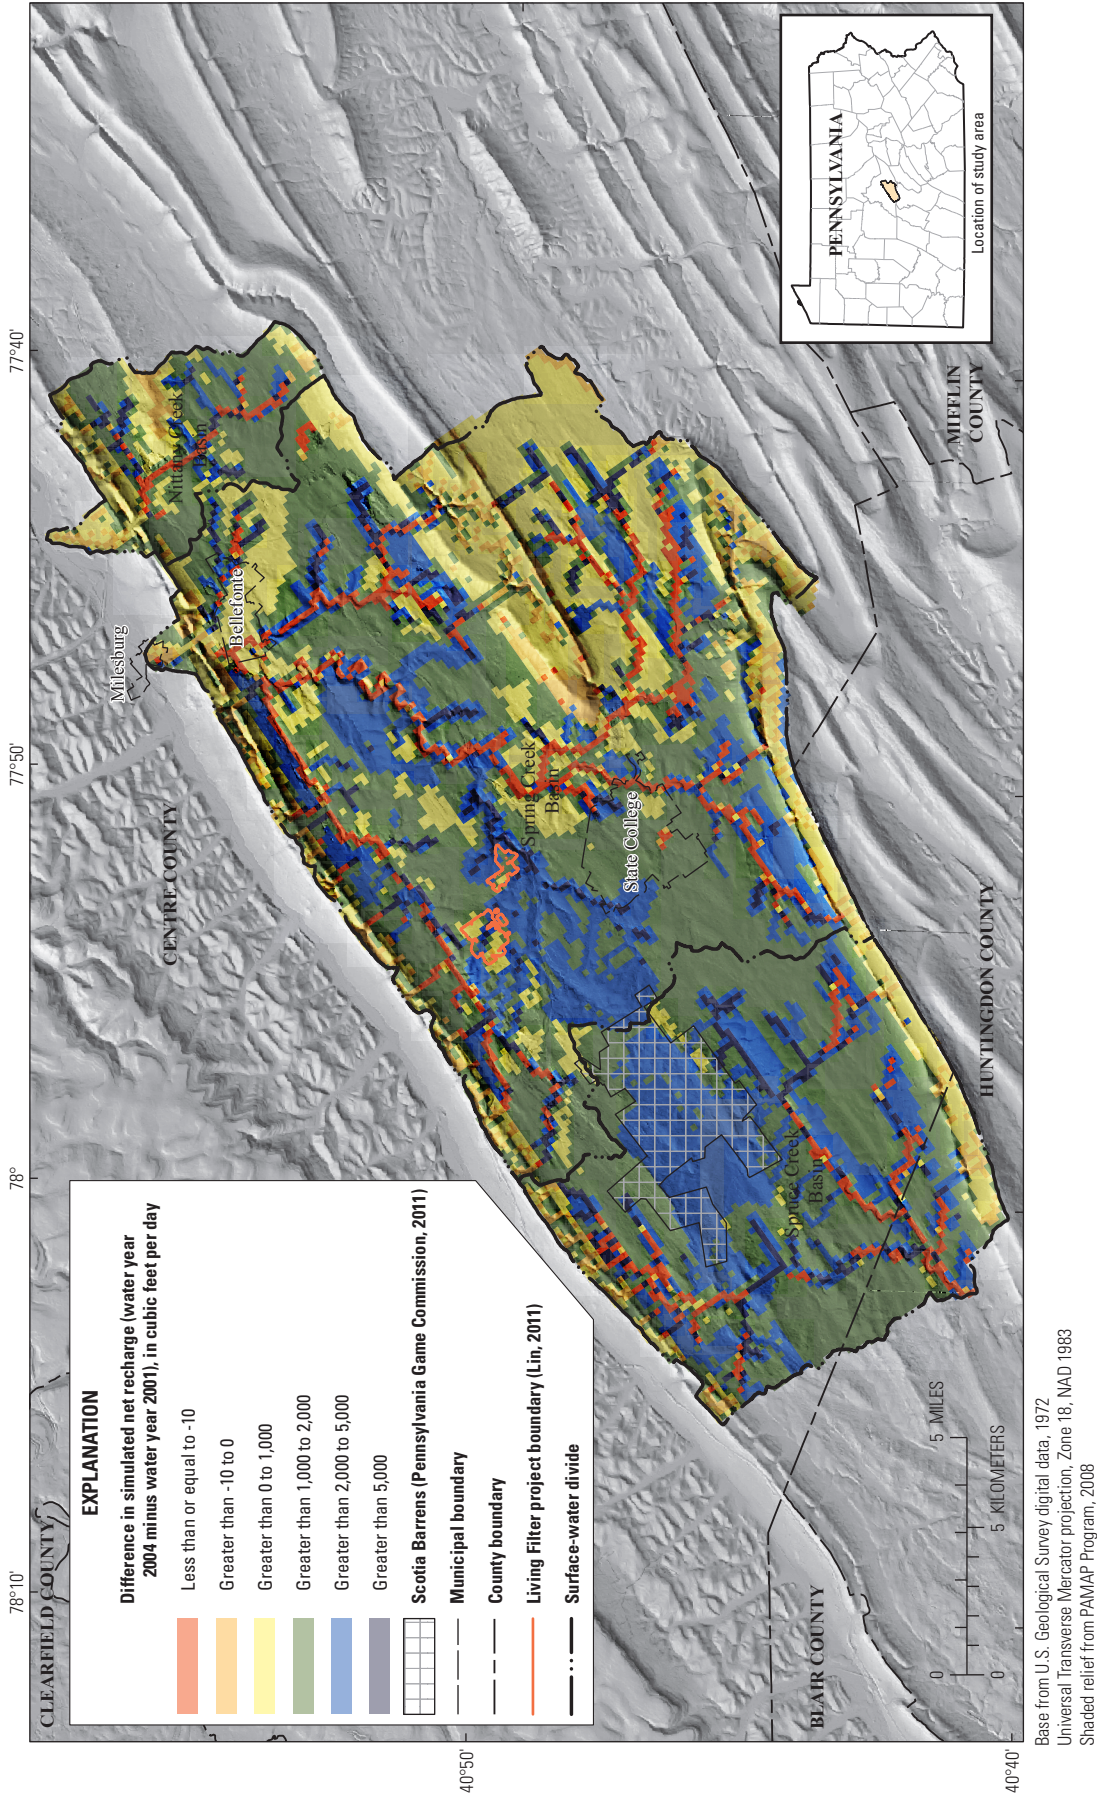 EXPLANATION
Difference in simulated net recharge (water year
2004 minus water year 2001), in cubic feet per day
Less than or equal to -10
Greater than -10 to 0
Greater than 0 to 1,000
Greater than 1,000 to 2,000
Greater than 2,000 to 5,000
Greater than 5,000
Scotia Barrens (Pennsylvania Game Commission, 2011)
Municipal boundary
County boundary
Living Filter project boundary (Lin, 2011)
Surface-water divide
78°10'
78°
77°50'
77°40'
40°50'
40°40'
CLEARFIELD COUNTY
CENTRE COUNTY
Milesburg
Bellefonte
Nittany Creek
Basin
Spring Creek
Basin
State College
Spruce Creek
Basin
BLAIR COUNTY
HUNTINGDON COUNTY
MIFFLIN
COUNTY
PENNSYLVANIA
Location of study area
0 5 MILES
0 5 KILOMETERS
Base from U.S. Geological Survey digital data, 1972
Universal Transverse Mercator projection, Zone 18, NAD 1983
Shaded relief from PAMAP Program, 2008